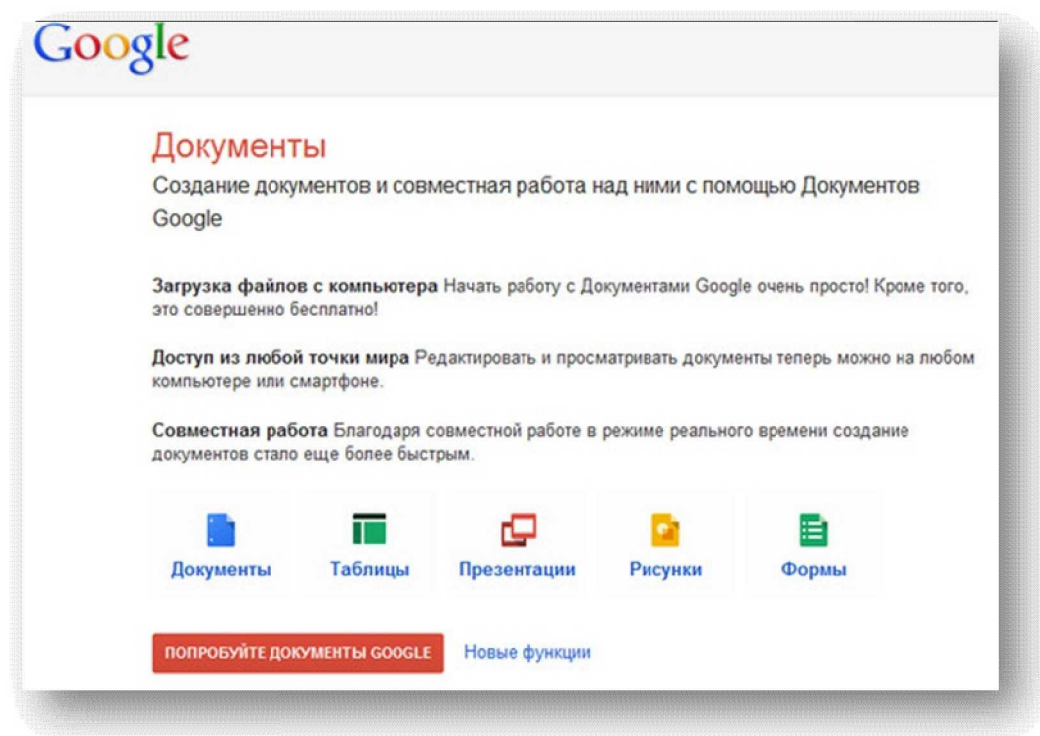 Google
Документы
Создание документов и совместная работа над ними с помощью Документов
Google
Загрузка файлов с компьютера Начать работу с Документами Google очень просто! Кроме того,
это совершенно бесплатно!
Доступ из любой точки мира Редактировать и просматривать документы теперь можно на любом
компьютере или смартфоне.
Совместная работа Благодаря совместной работе в режиме реального времени создание
документов стало еще более быстрым.
Документы Таблицы Презентации Рисунки Формы
ПОПРОБУЙТЕ ДОКУМЕНТЫ GOOGLE Новые функции